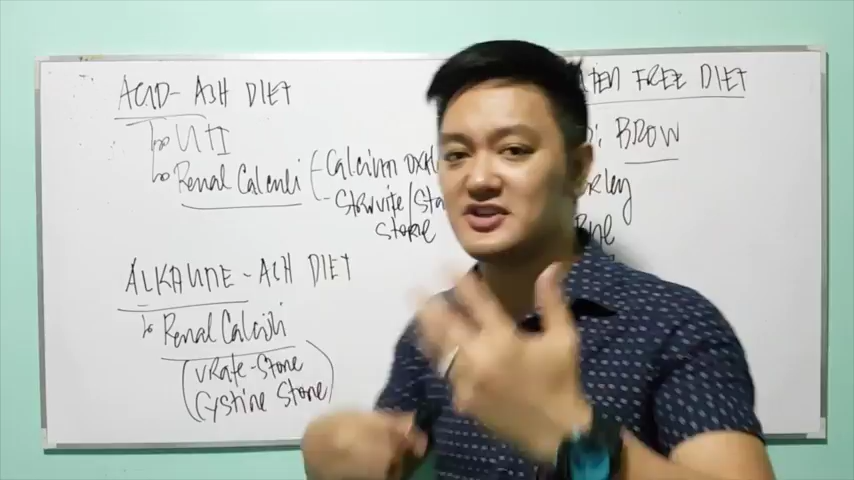 ACID-ASH DIET
UTI
Renal Calculi
Calcium OXAL
- Struvite/Sta
Stone
ALKALINE-ASH DIET
Renal Calculi
(URate-Stone
Cystine Stone)
TEN FREE DIET
: BROW
rley